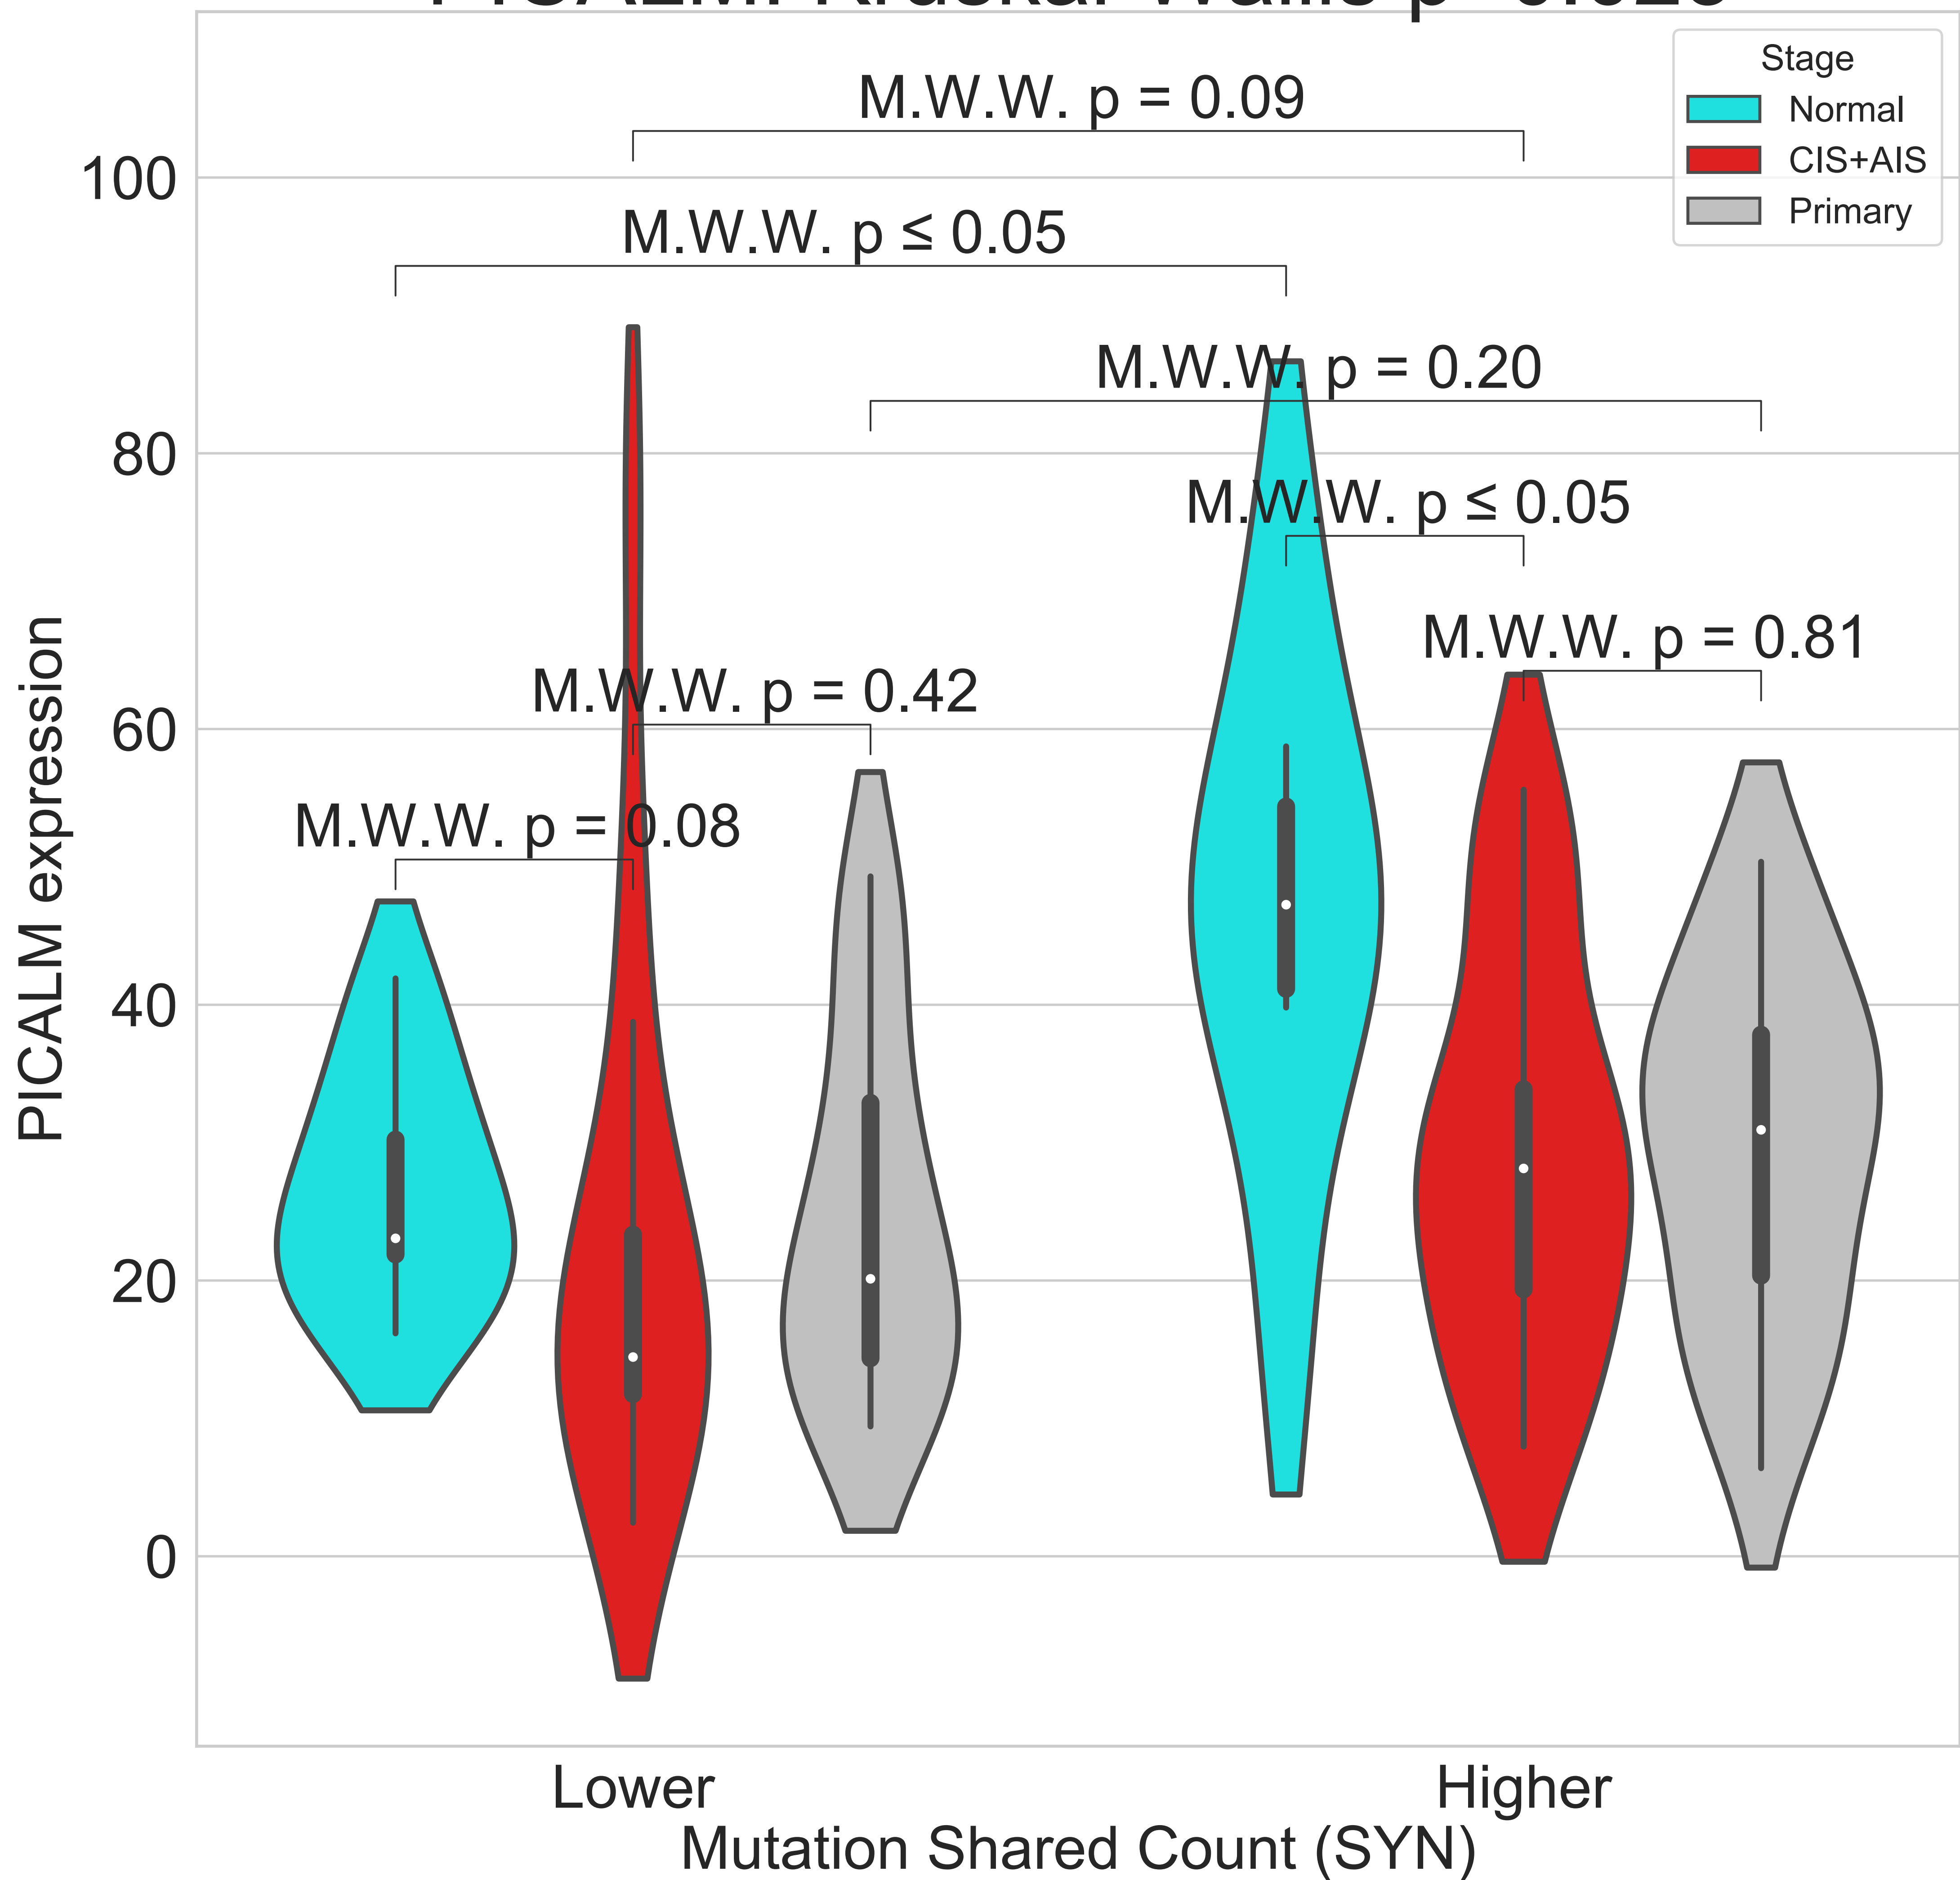 Stage
Normal
CIS+AIS
Primary
M.W.W. p = 0.09
M.W.W. p ≤ 0.05
M.W.W. p = 0.20
M.W.W. p ≤ 0.05
M.W.W. p = 0.81
M.W.W. p = 0.42
M.W.W. p = 0.08
100
80
60
40
20
0
PICALM expression
Lower
Higher
Mutation Shared Count (SYN)